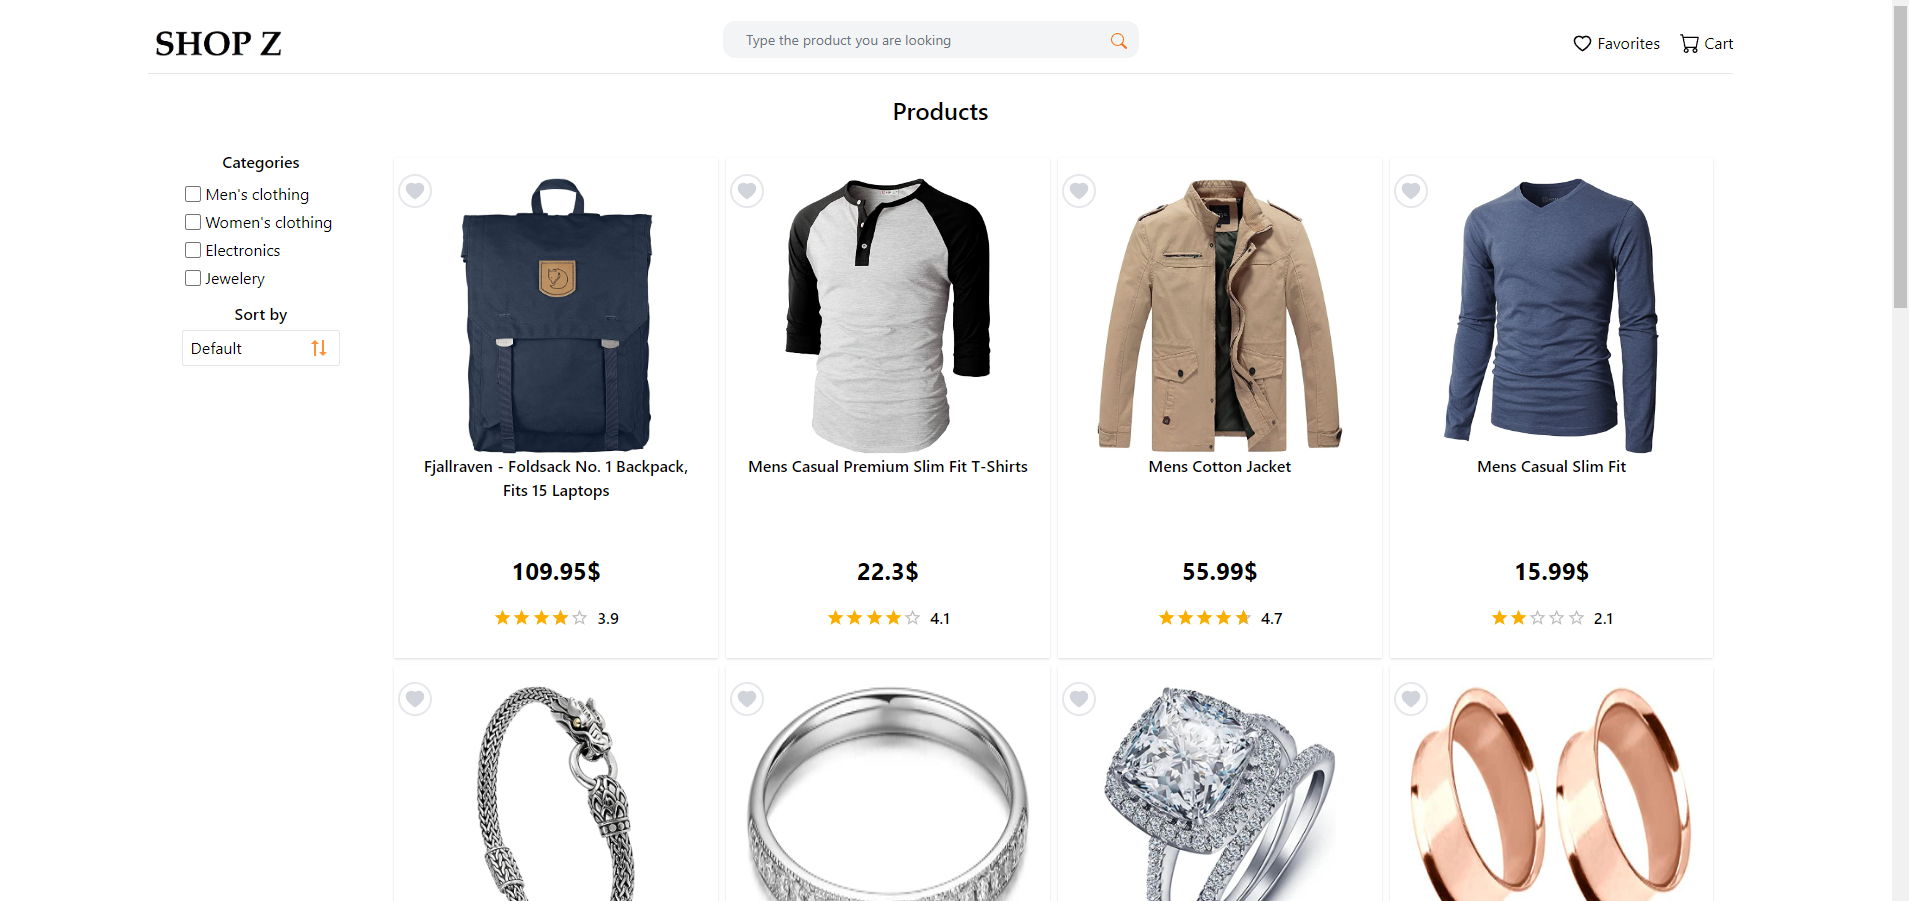 SHOP Z
Type the product you are looking
Favorites
Cart
Products
Categories
Men's clothing
Women's clothing
Electronics
Jewelery
Sort by
Default
Fjallraven - Foldsack No. 1 Backpack,
Fits 15 Laptops
109.95$
3.9
Mens Casual Premium Slim Fit T-Shirts
22.3$
4.1
Mens Cotton Jacket
55.99$
4.7
Mens Casual Slim Fit
15.99$
2.1